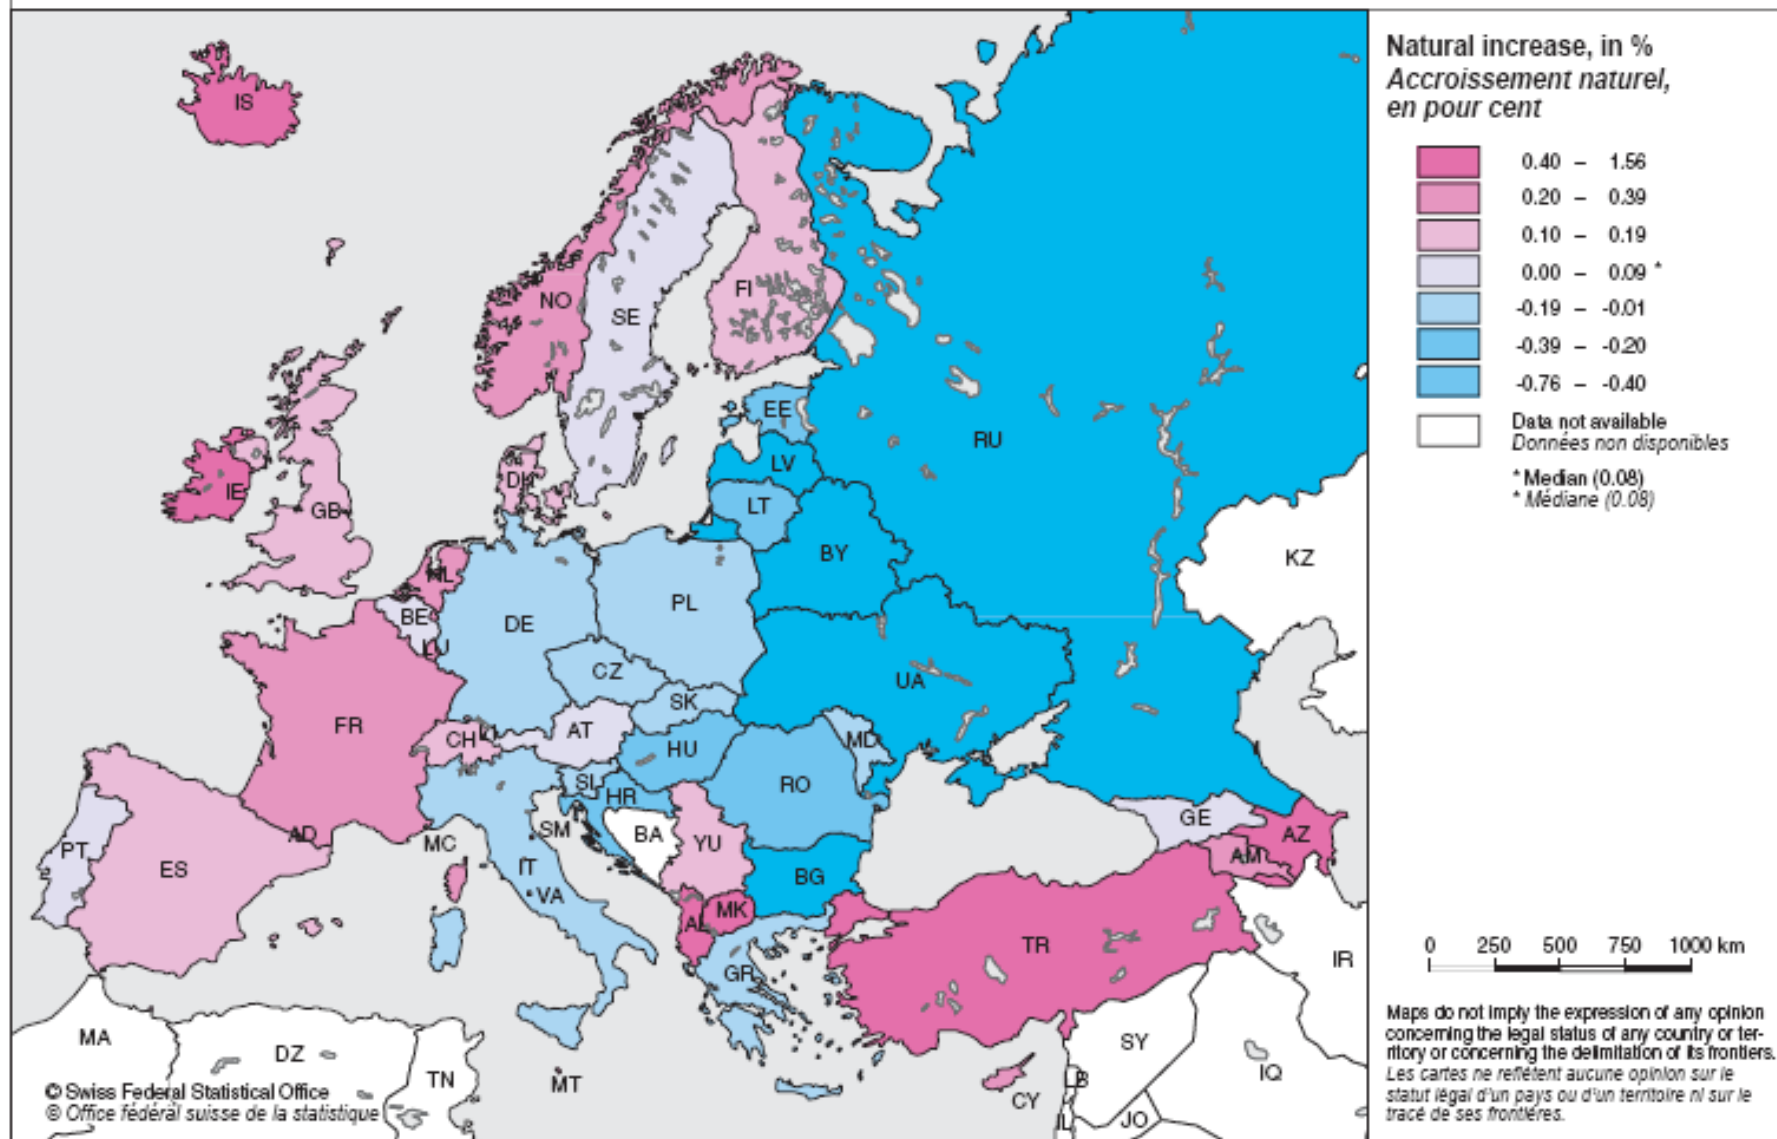 Natural increase, in %
Accroissement naturel,
en pour cent
0.40 – 1.56
0.20 – 0.39
0.10 – 0.19
0.00 – 0.09 *
-0.19 – -0.01
-0.39 – -0.20
-0.76 – -0.40
Data not available
Données non disponibles
* Median (0.08)
* Médiane (0.08)
IS
NO
SE
FI
RU
EE
LV
LT
BY
IE
GB
DK
NL
BE
LU
DE
PL
KZ
CZ
SK
UA
FR
CH
LI
AT
HU
MD
RO
SI
HR
PT
ES
AD
MC
SM
IT
VA
BA
YU
BG
GE
AZ
AM
AL
MK
GR
TR
IR
MA
DZ
TN
MT
CY
SY
LB
IL
JO
IQ
0 250 500 750 1000 km
Maps do not imply the expression of any opinion
concerning the legal status of any country or ter-
ritory or concerning the delimitation of its frontiers.
Les cartes ne reflètent aucune opinion sur le
statut légal d'un pays ou d'un territoire ni sur le
tracé de ses frontières.
© Swiss Federal Statistical Office
© Office fédéral suisse de la statistique